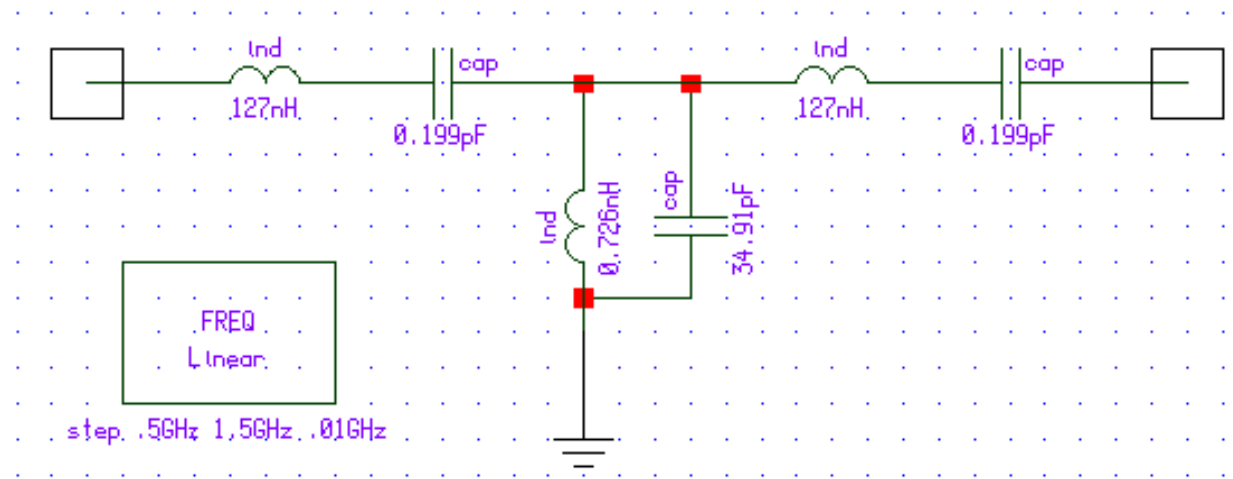 Ind
cap
127nH
0.199pF
Ind
cap
127nH
0.199pF
Ind
0.726nH
cap
34.91pF
FREQ
Linear
step .5GHz 1,5GHz .01GHz